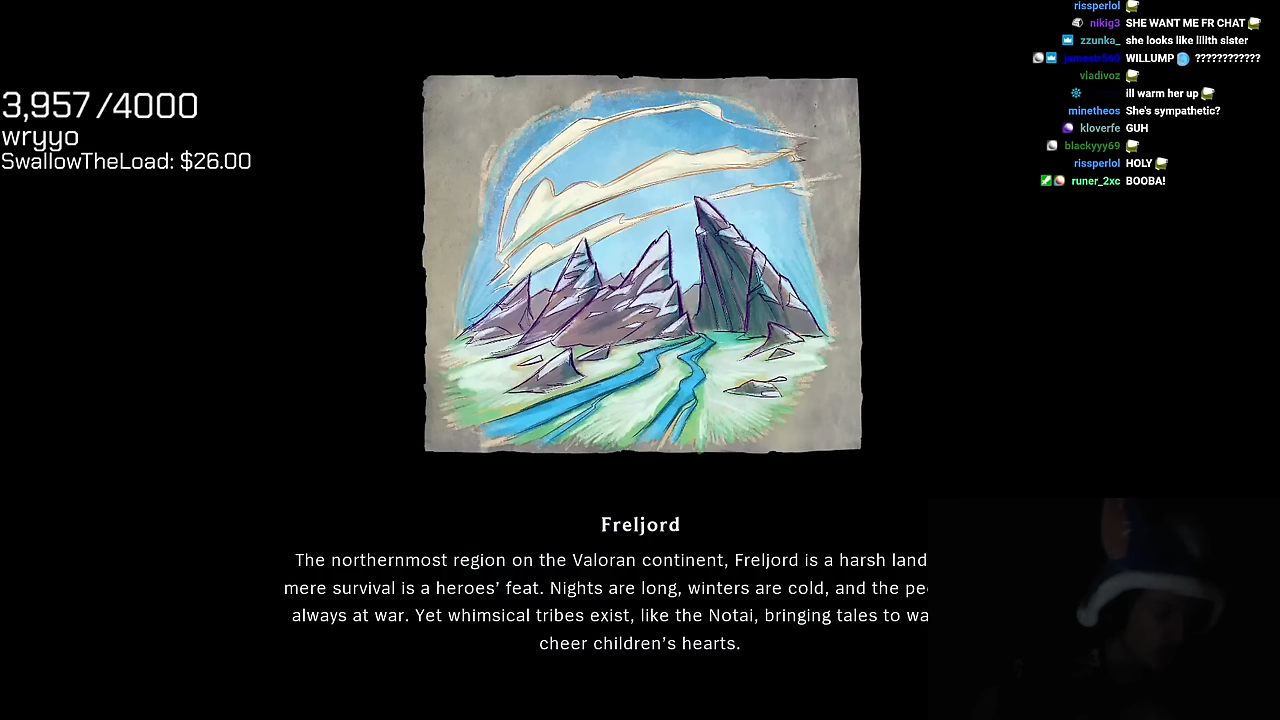 3,957/4000
wryyo
SwallowTheLoad: $26.00
rissperlol
nikig3 SHE WANT ME FR CHAT
zzunka_ she looks like lilith sister
jamestr560 WILLUMP ????????????
vladivoz
ill warm her up
minetheos She's sympathetic?
kloverfe GUH
blackyyy69
rissperlol HOLY
runer_2xc BOOBA!
Freljord
The northernmost region on the Valoran continent, Freljord is a harsh land
mere survival is a heroes’ feat. Nights are long, winters are cold, and the pe
always at war. Yet whimsical tribes exist, like the Notai, bringing tales to wa
cheer children’s hearts.